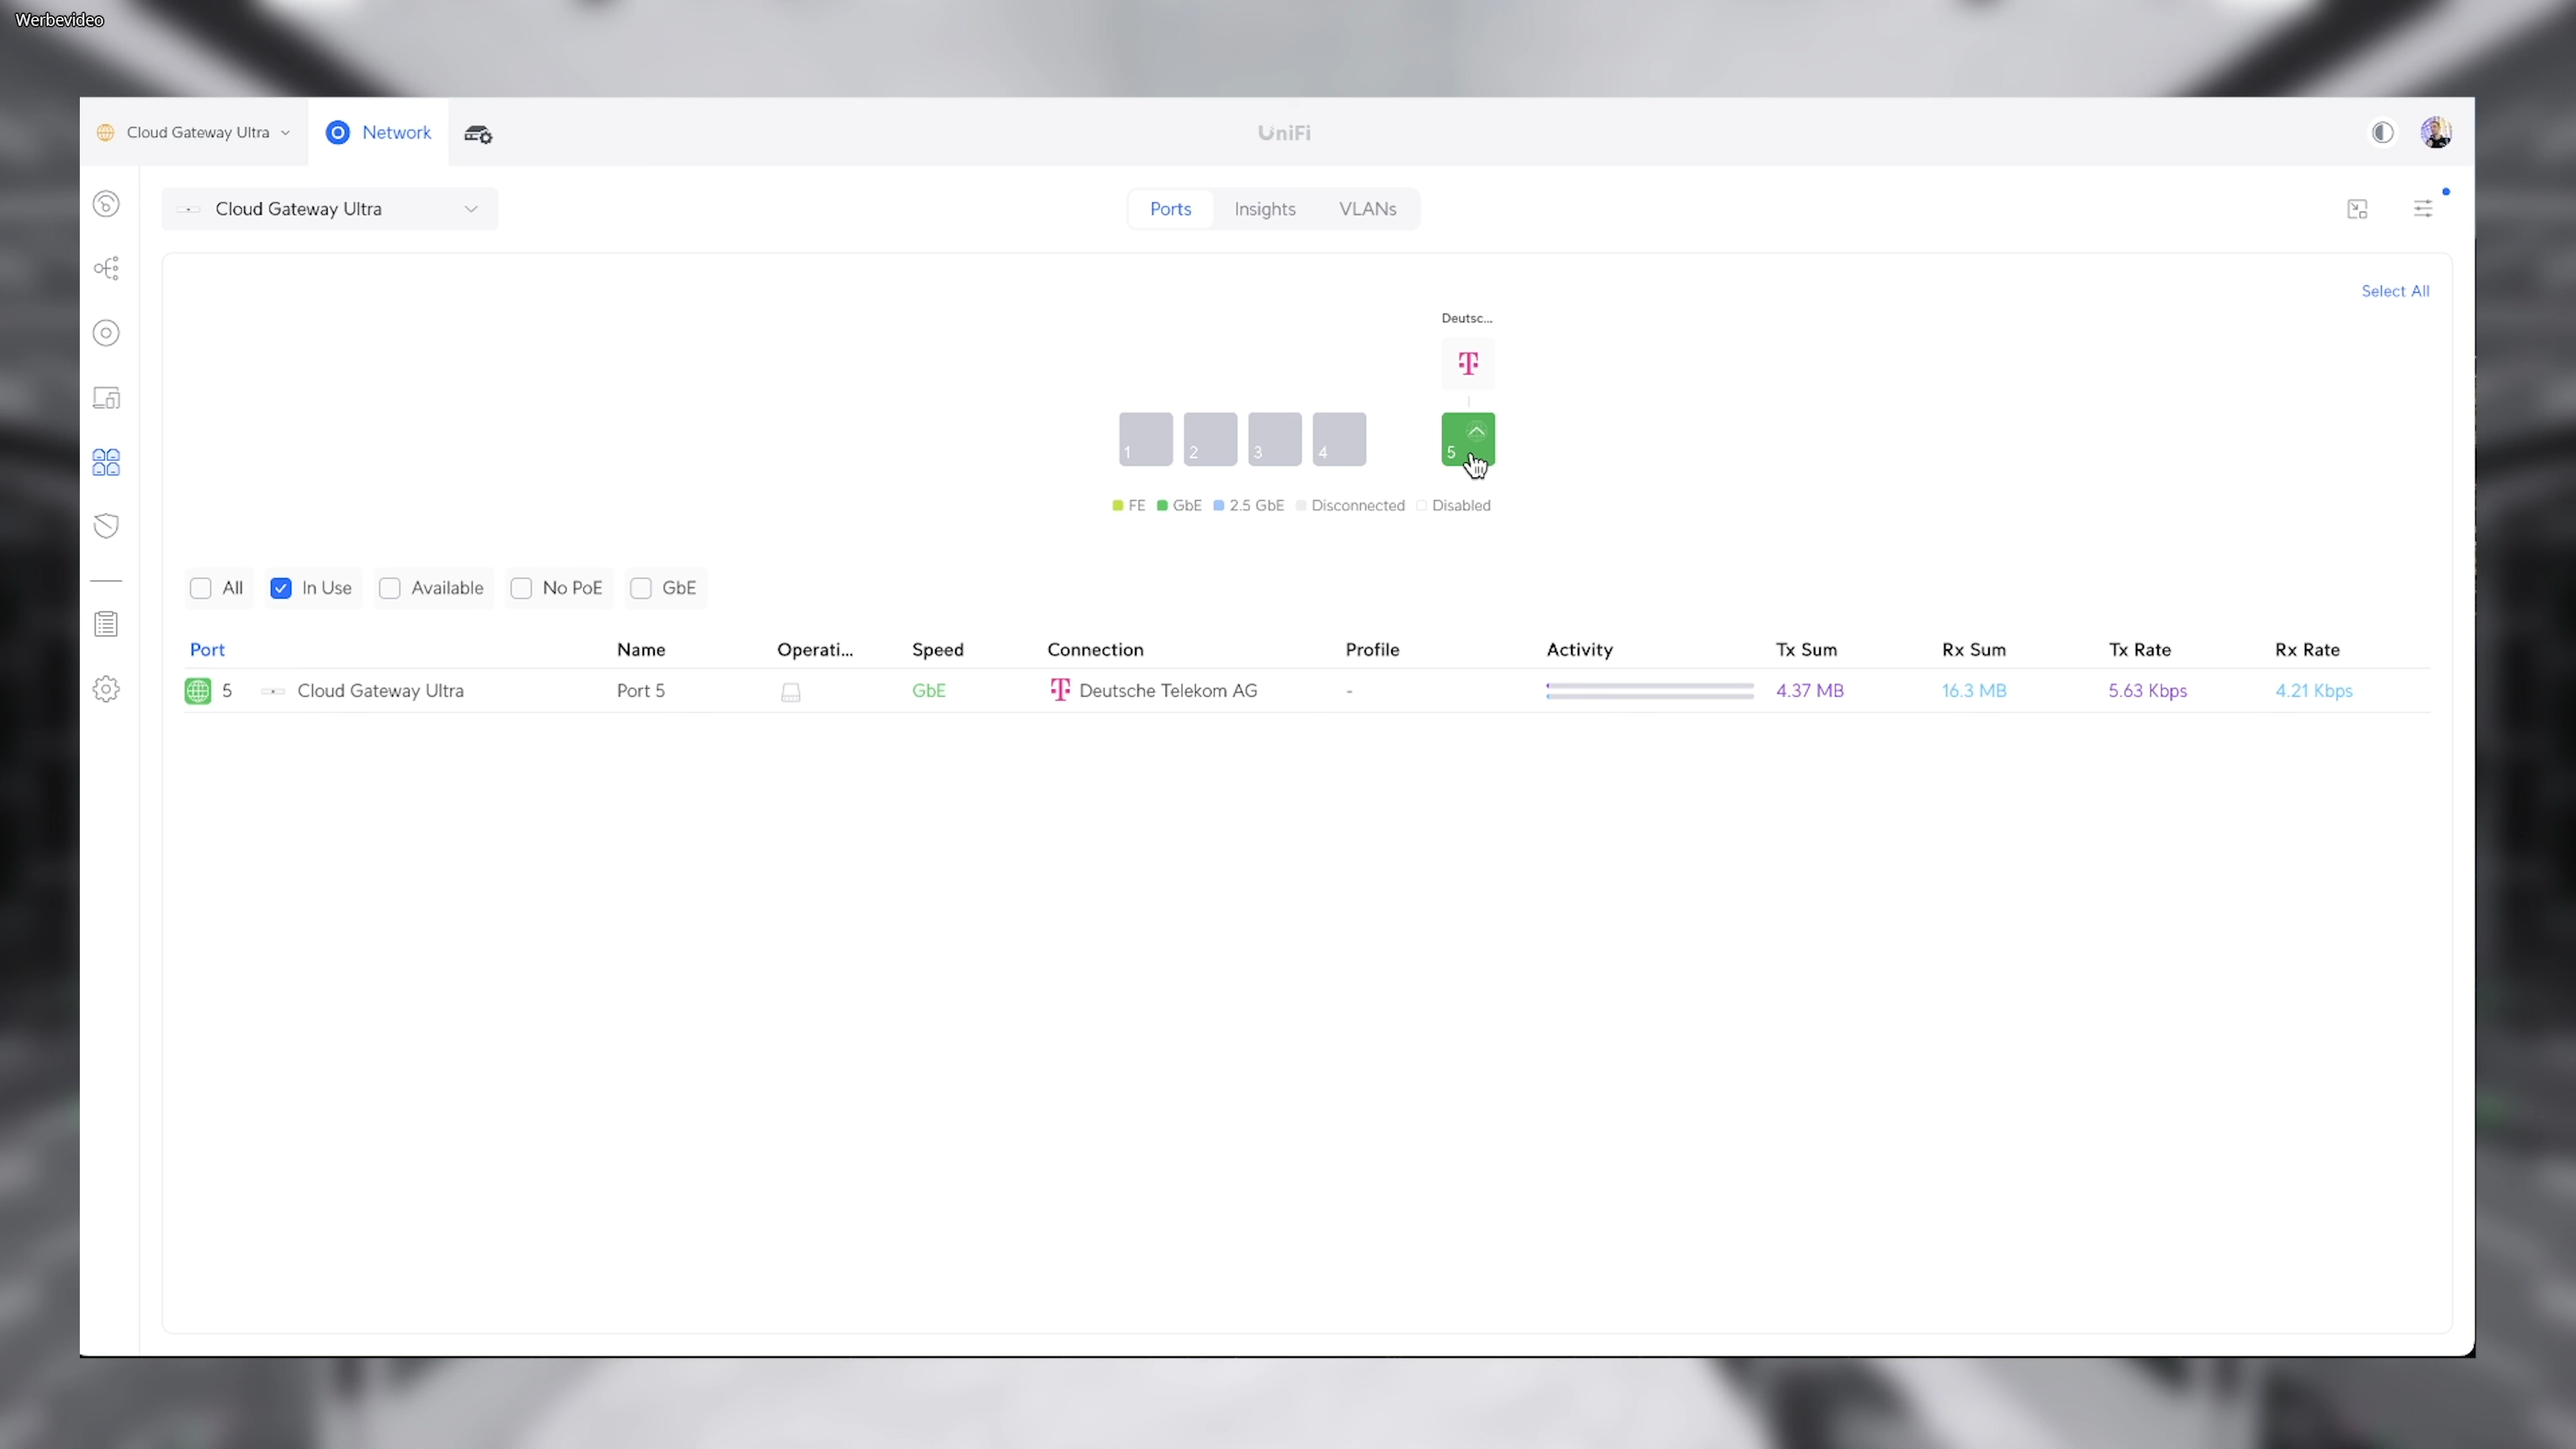 Werbevideo
Cloud Gateway Ultra
Network
UniFi
Cloud Gateway Ultra
Ports
Insights
VLANs
Select All
Deutsc...
1
2
3
4
5
FE
GbE
2.5 GbE
Disconnected
Disabled
All
In Use
Available
No PoE
GbE
Port Name Operati... Speed Connection Profile Activity Tx Sum Rx Sum Tx Rate Rx Rate
5 Cloud Gateway Ultra Port 5 GbE Deutsche Telekom AG - 4.37 MB 16.3 MB 5.63 Kbps 4.21 Kbps